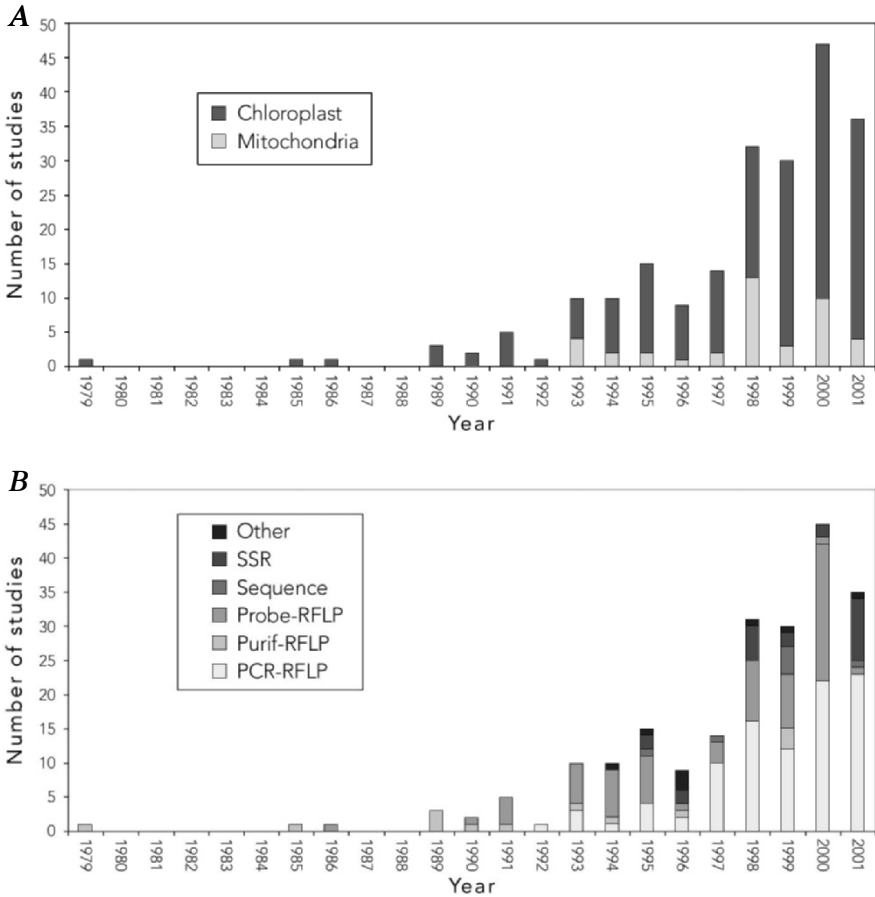 A
50
45
40
35
30
25
20
15
10
5
0
Number of studies
Chloroplast
Mitochondria
1979 1980 1981 1982 1983 1984 1985 1986 1987 1988 1989 1990 1991 1992 1993 1994 1995 1996 1997 1998 1999 2000 2001
Year
B
50
45
40
35
30
25
20
15
10
5
0
Number of studies
Other
SSR
Sequence
Probe-RFLP
Purif-RFLP
PCR-RFLP
1979 1980 1981 1982 1983 1984 1985 1986 1987 1988 1989 1990 1991 1992 1993 1994 1995 1996 1997 1998 1999 2000 2001
Year